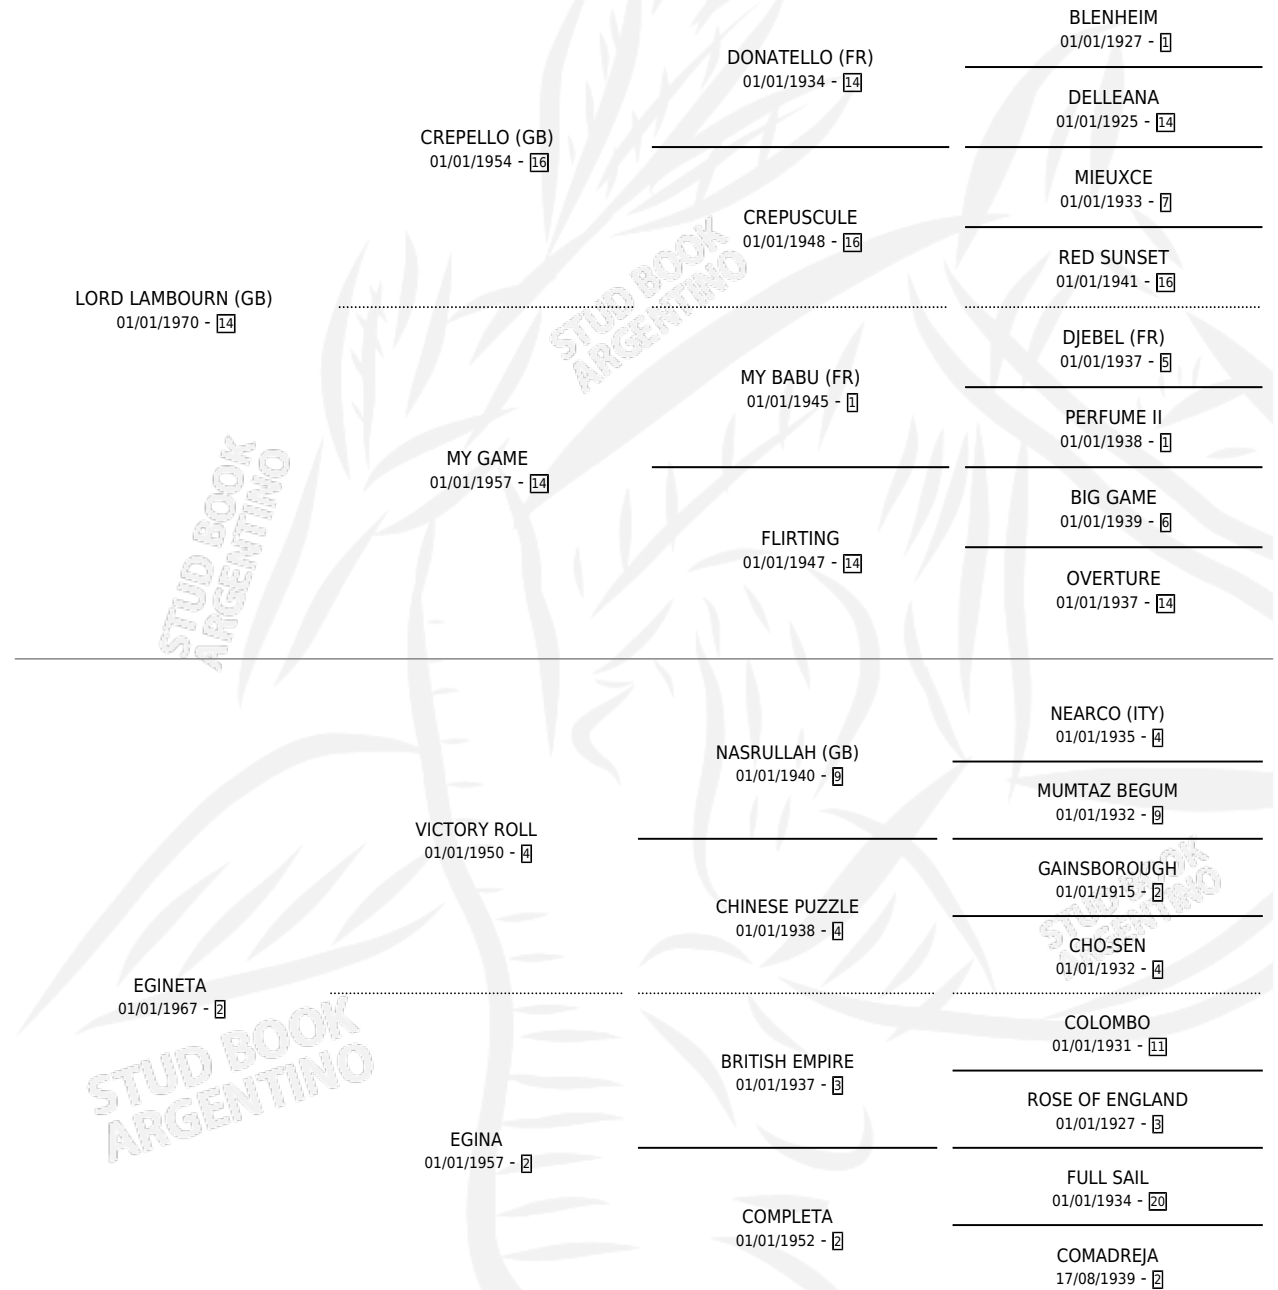 BLENHEIM
01/01/1927 - 1
DONATELLO (FR)
01/01/1934 - 14
DELLEANA
01/01/1925 - 14
CREPELLO (GB)
01/01/1954 - 16
MIEUXCE
01/01/1933 - 7
CREPUSCULE
01/01/1948 - 16
RED SUNSET
01/01/1941 - 16
LORD LAMBOURN (GB)
01/01/1970 - 14
DJEBEL (FR)
01/01/1937 - 5
MY BABU (FR)
01/01/1945 - 1
PERFUME II
01/01/1938 - 1
MY GAME
01/01/1957 - 14
BIG GAME
01/01/1939 - 6
FLIRTING
01/01/1947 - 14
OVERTURE
01/01/1937 - 14
STUD BOOK
ARGENTINO
STUD BOOK
ARGENTINO
NEARCO (ITY)
01/01/1935 - 4
NASRULLAH (GB)
01/01/1940 - 9
MUMTAZ BEGUM
01/01/1932 - 9
VICTORY ROLL
01/01/1950 - 4
GAINSBOROUGH
01/01/1915 - 2
CHINESE PUZZLE
01/01/1938 - 4
CHO-SEN
01/01/1932 - 4
STUD BOOK
ARGENTINO
EGINETA
01/01/1967 - 2
COLOMBO
01/01/1931 - 11
BRITISH EMPIRE
01/01/1937 - 3
ROSE OF ENGLAND
01/01/1927 - 3
STUD BOOK
ARGENTINO
EGINA
01/01/1957 - 2
FULL SAIL
01/01/1934 - 20
COMPLETA
01/01/1952 - 2
COMADREJA
17/08/1939 - 2